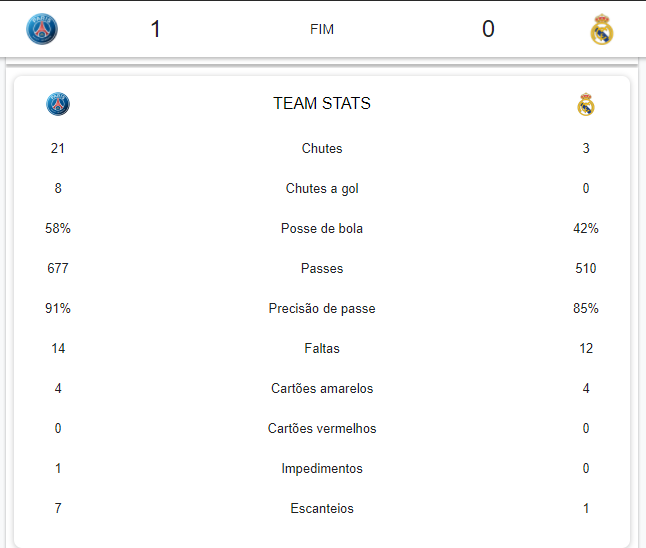 1 FIM 0
PARIS
PARIS TEAM STATS
21 Chutes 3
8 Chutes a gol 0
58% Posse de bola 42%
677 Passes 510
91% Precisão de passe 85%
14 Faltas 12
4 Cartões amarelos 4
0 Cartões vermelhos 0
1 Impedimentos 0
7 Escanteios 1